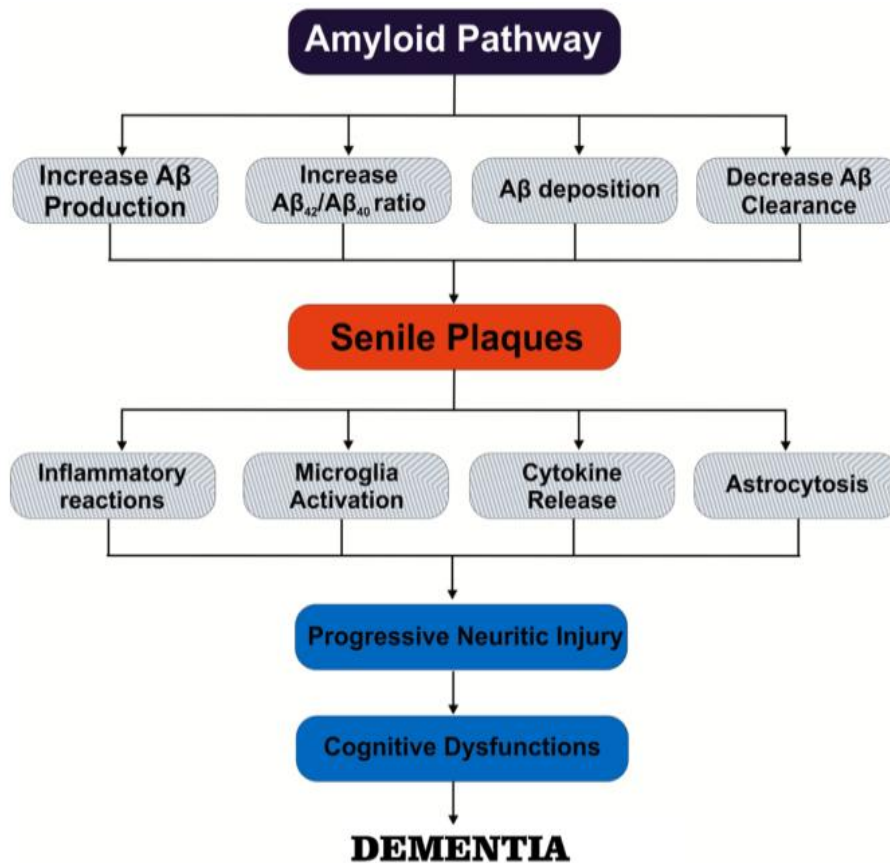 Amyloid Pathway
Increase Aβ
Production
Increase
Aβ₄₂/Aβ₄₀ ratio
Aβ deposition
Decrease Aβ
Clearance
Senile Plaques
Inflammatory
reactions
Microglia
Activation
Cytokine
Release
Astrocytosis
Progressive Neuritic Injury
Cognitive Dysfunctions
DEMENTIA